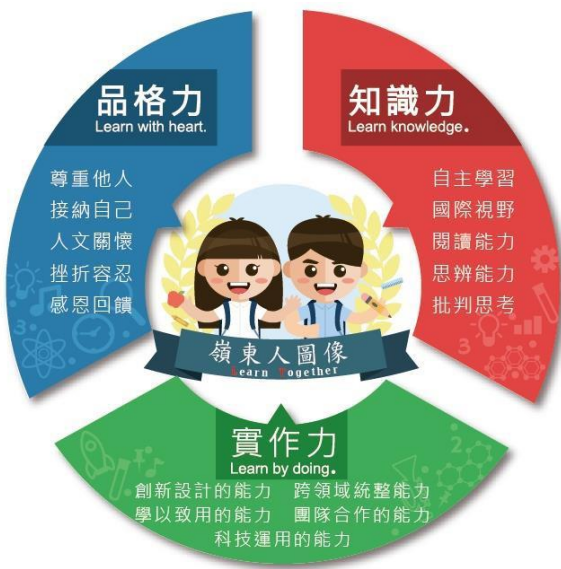 品格力
Learn with heart.
尊重他人
接納自己
人文關懷
挫折容忍
感恩回饋
知識力
Learn knowledge.
自主學習
國際視野
閱讀能力
思辨能力
批判思考
嶺東人圖像
Learn Together
實作力
Learn by doing.
創新設計的能力 跨領域統整能力
學以致用的能力 團隊合作的能力
科技運用的能力